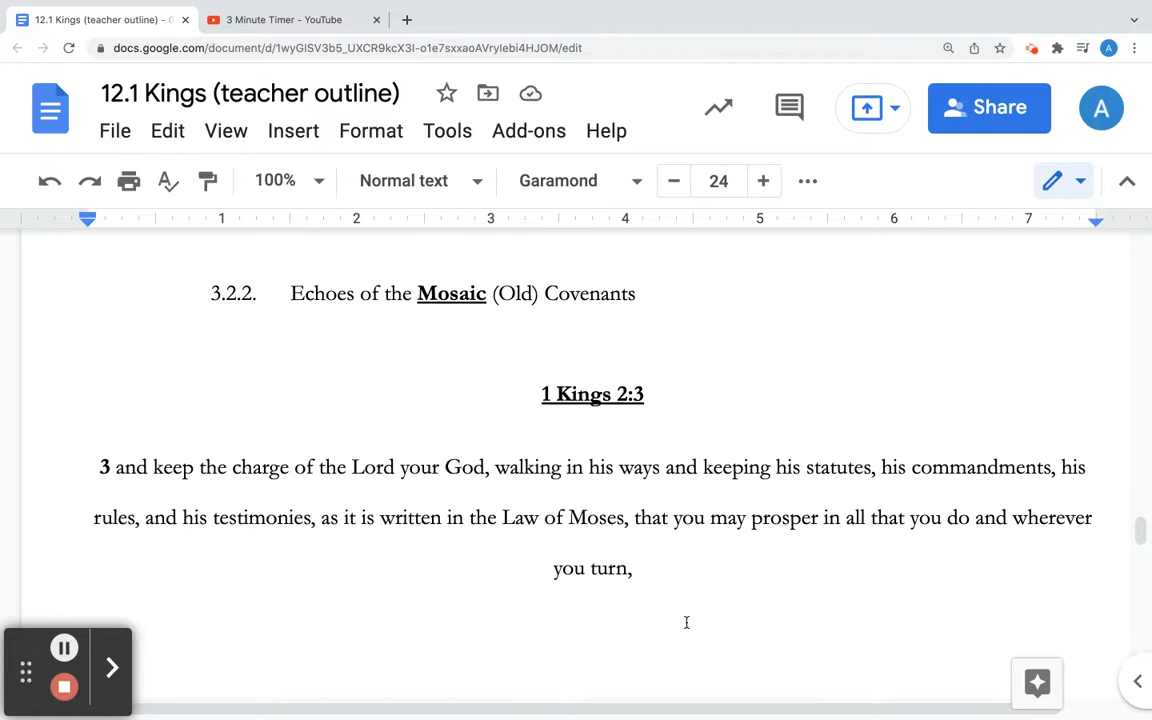 12.1 Kings (teacher outline) - G
3 Minute Timer - YouTube
docs.google.com/document/d/1wyGlSV3b5_UXCR9kcX3I-o1e7sxxaoAVrylebi4HJOM/edit
A
12.1 Kings (teacher outline)
File Edit View Insert Format Tools Add-ons Help
Share
A
100% Normal text Garamond 24
1 2 3 4 5 6 7
3.2.2. Echoes of the Mosaic (Old) Covenants
1 Kings 2:3
3 and keep the charge of the Lord your God, walking in his ways and keeping his statutes, his commandments, his
rules, and his testimonies, as it is written in the Law of Moses, that you may prosper in all that you do and wherever
you turn,